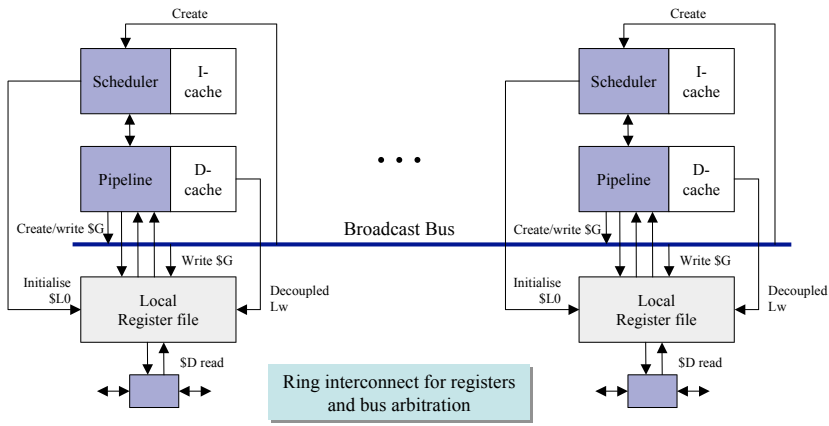 Create
Create
Scheduler
I-
cache
Scheduler
I-
cache
Pipeline
D-
cache
• • •
Pipeline
D-
cache
Create/write $G
Broadcast Bus
Create/write $G
Write $G
Write $G
Initialise
$L0
Local
Register file
Decoupled
Lw
Initialise
$L0
Local
Register file
Decoupled
Lw
$D read
$D read
Ring interconnect for registers
and bus arbitration